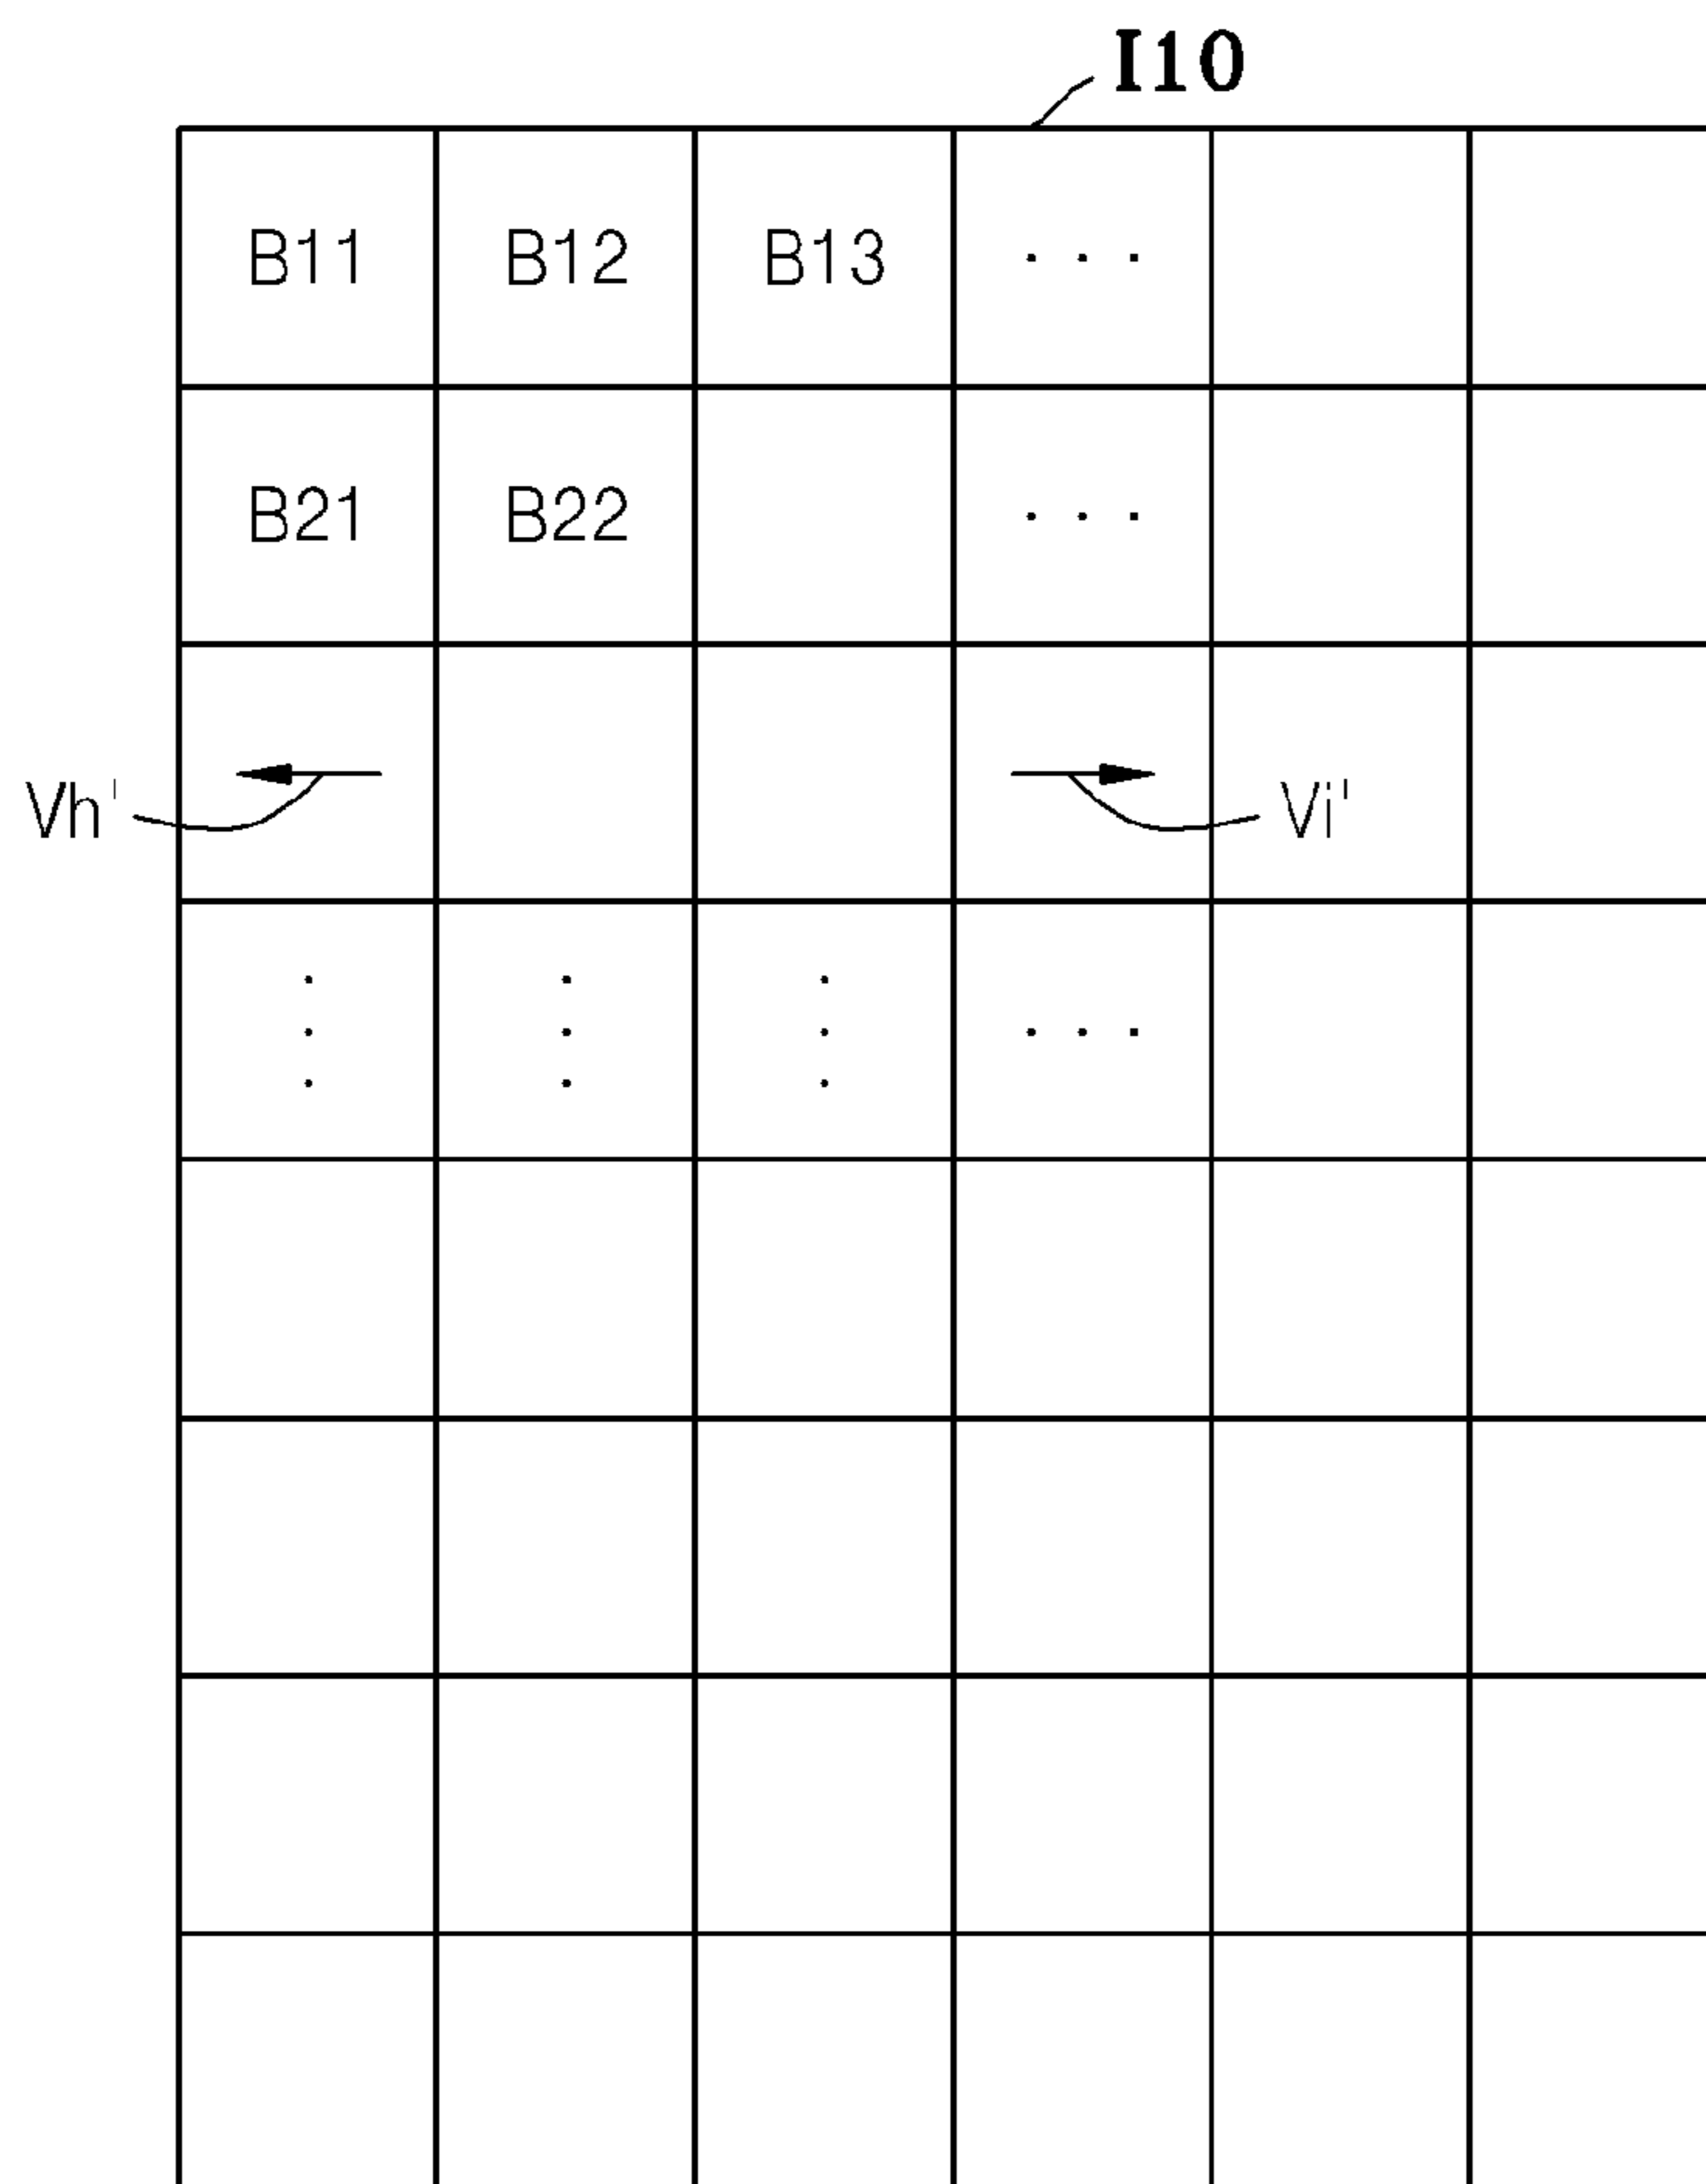 I10
B11 B12 B13 . . .
B21 B22 . . .
Vh' Vi'
. . . . . . . . . . . .